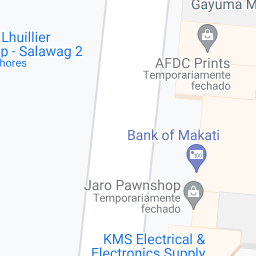 Gayuma M
Lhuillier
p - Salawag 2
hores
AFDC Prints
Temporariamente
fechado
Bank of Makati
Jaro Pawnshop
Temporariamente
fechado
KMS Electrical &
Electronics Supply